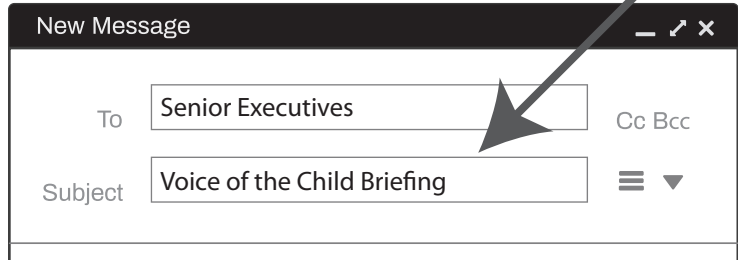 New Message
To Senior Executives Cc Bcc
Subject Voice of the Child Briefing